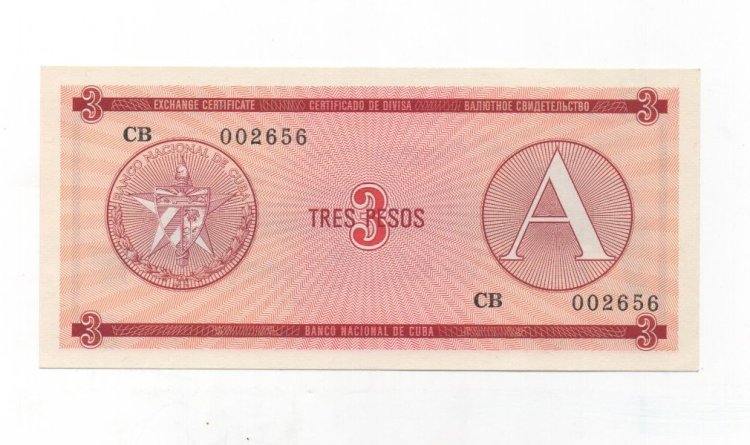 3 EXCHANGE CERTIFICATE CERTIFICADO DE DIVISA ВАЛЮТНОЕ СВИДЕТЕЛЬСТВО 3
CB 002656
BANCO NACIONAL DE CUBA
TRES PESOS
3
A
CB 002656
3 BANCO NACIONAL DE CUBA 3